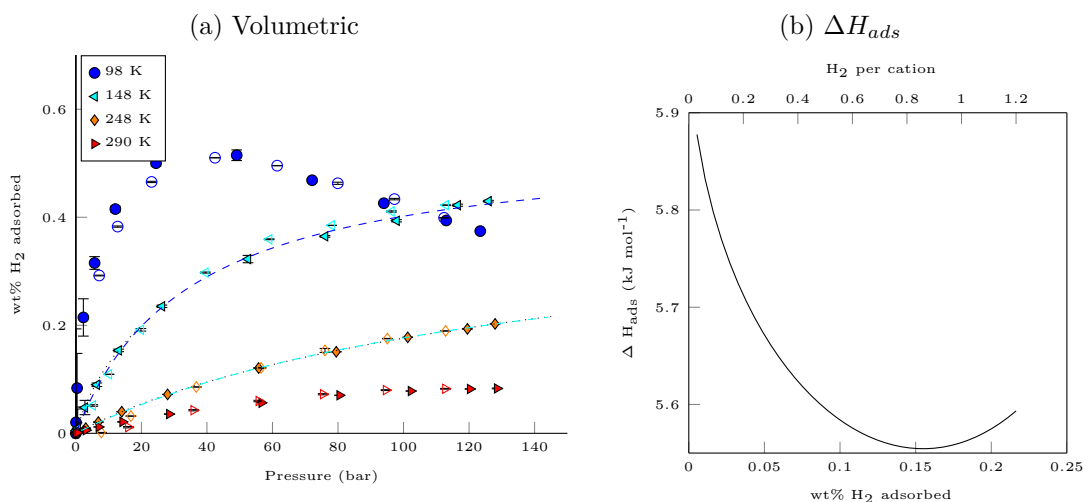 (a) Volumetric
98 K
148 K
248 K
290 K
wt% H₂ adsorbed
0.6
0.4
0.2
0
0 20 40 60 80 100 120 140
Pressure (bar)
(b) ΔH_ads
H₂ per cation
0 0.2 0.4 0.6 0.8 1 1.2
Δ H_ads (kJ mol⁻¹)
5.9
5.8
5.7
5.6
0 0.05 0.1 0.15 0.2 0.25
wt% H₂ adsorbed